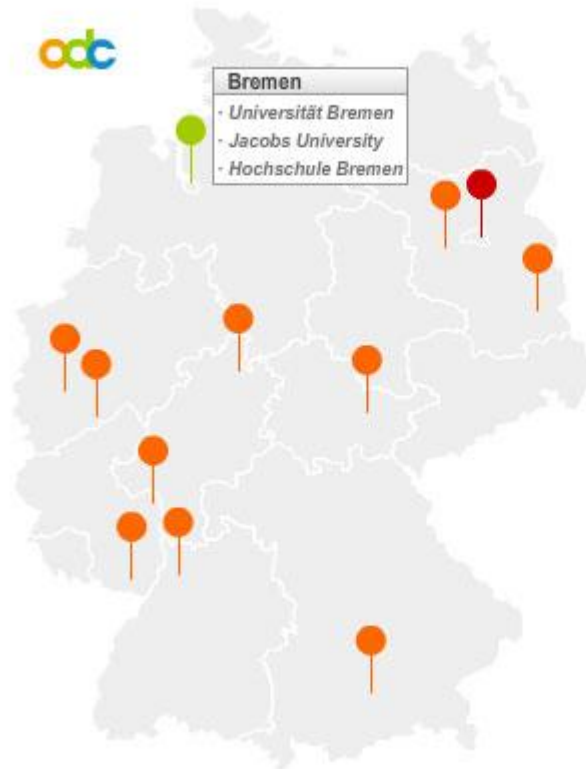 odc
Bremen
· Universität Bremen
· Jacobs University
· Hochschule Bremen